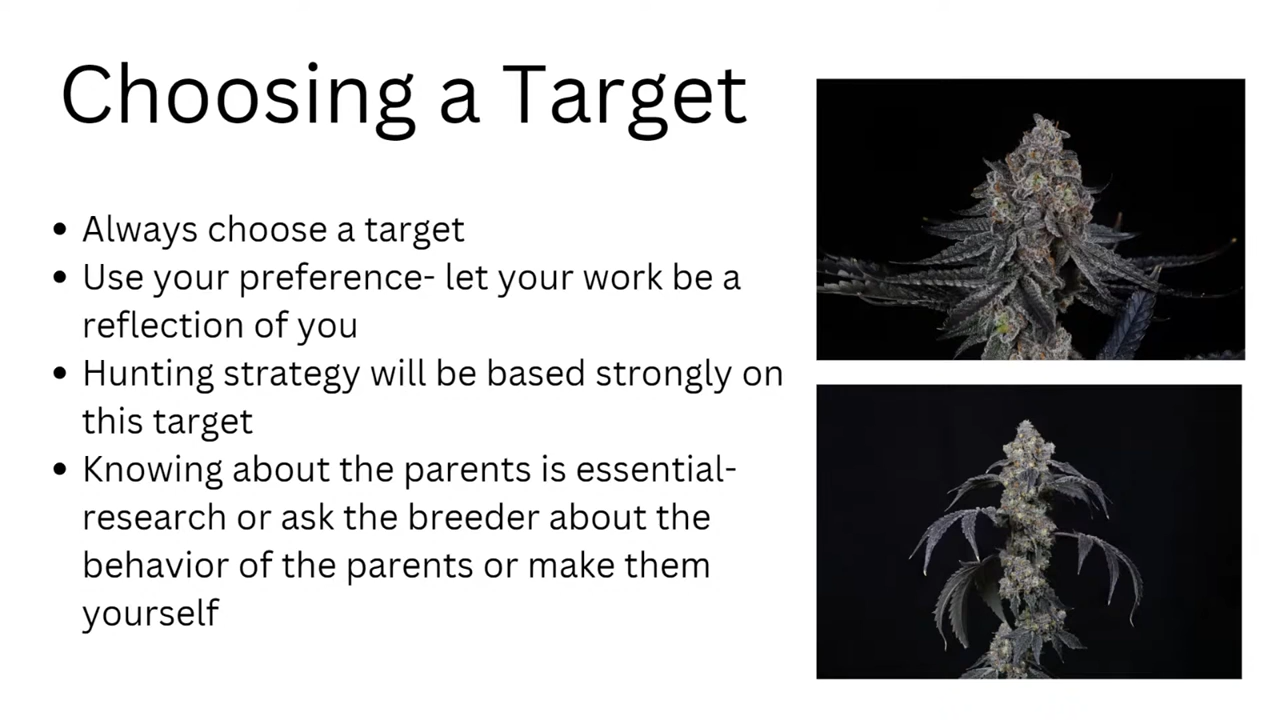 Choosing a Target
• Always choose a target
• Use your preference- let your work be a
reflection of you
• Hunting strategy will be based strongly on
this target
• Knowing about the parents is essential-
research or ask the breeder about the
behavior of the parents or make them
yourself